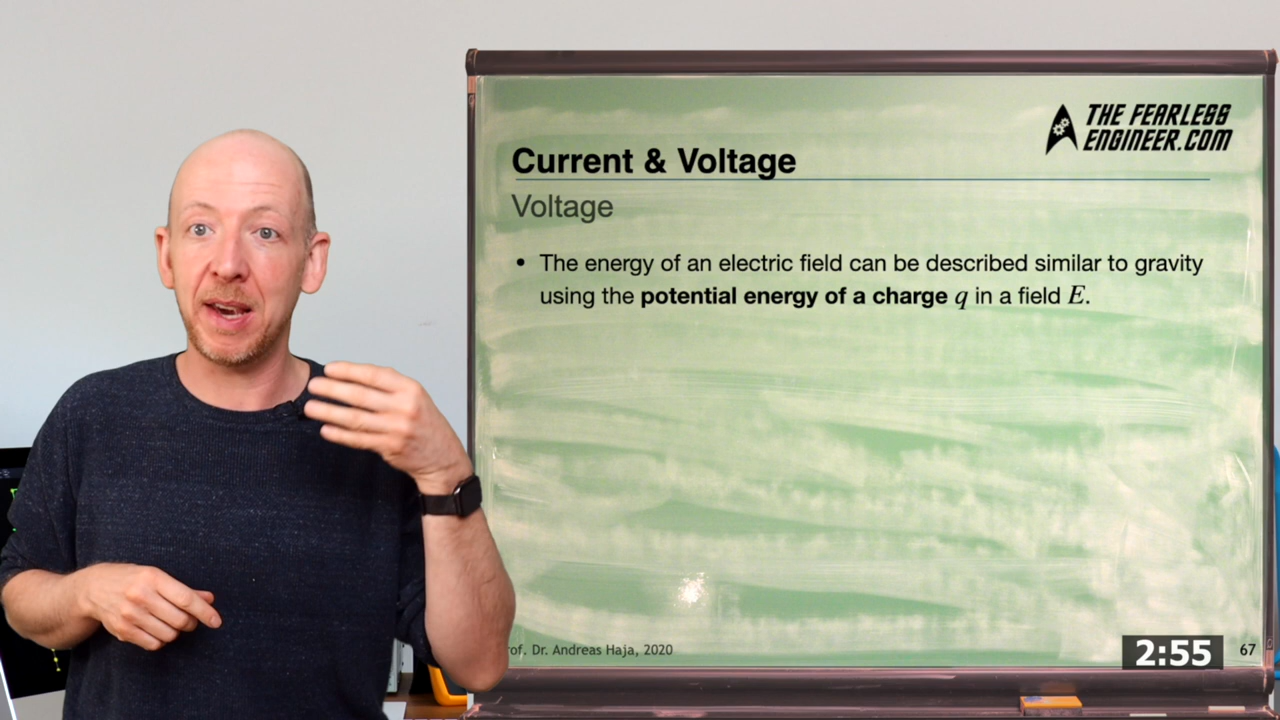 THE FEARLESS
ENGINEER.COM
Current & Voltage
Voltage
• The energy of an electric field can be described similar to gravity
using the potential energy of a charge q in a field E.
rof. Dr. Andreas Haja, 2020
2:55
67